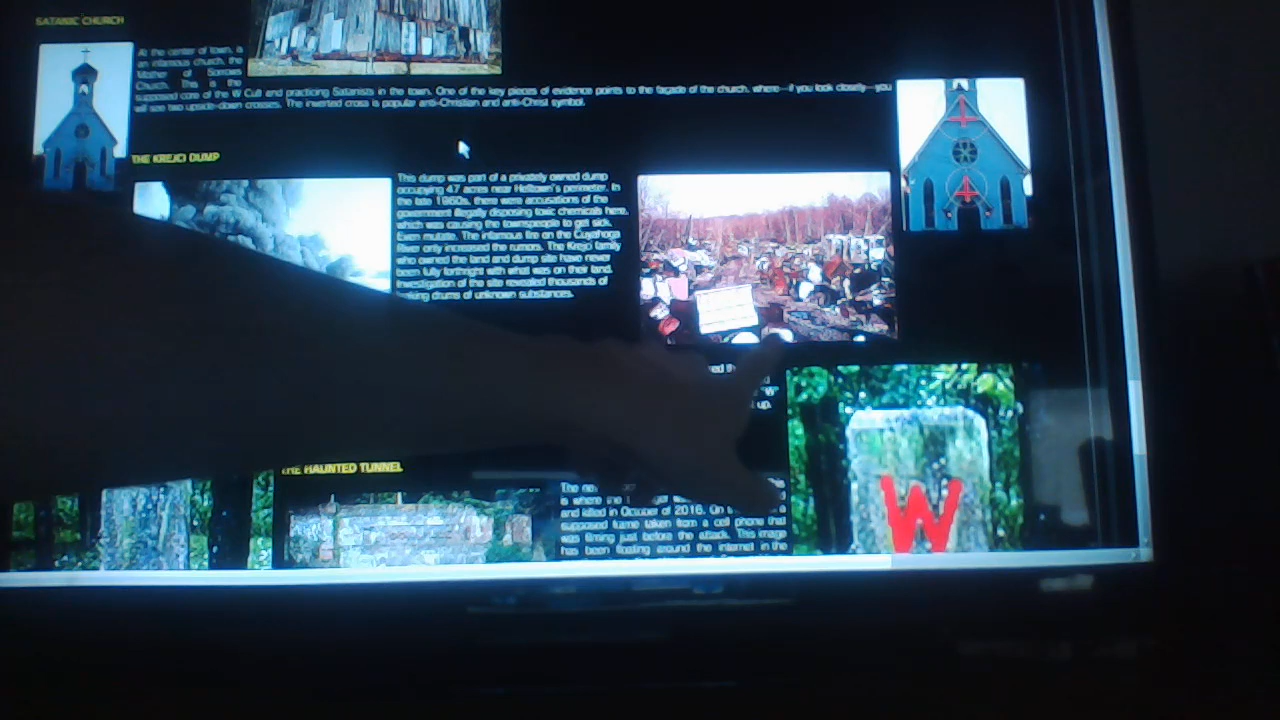 SATANIC CHURCH
At the center of town, is
an infamous church, the
Mother of Sorrows
Church. This is the
supposed core of the W Cult and practicing Satanists in the town. One of the key pieces of evidence points to the façade of the church, where—if you look closely—you
will see two upside-down crosses. The inverted cross is popular anti-Christian and anti-Christ symbol.
THE KREJCI DUMP
This dump was part of a privately owned dump
occupying 47 acres near Helltown's perimeter. In
the late 1960s, there were accusations of the
government illegally disposing toxic chemicals here,
which was causing the townspeople to get sick.
Even mutate. The infamous fire on the Cuyahoga
River only increased the rumors. The Krejci family
who owned the land and dump site have never
been fully forthright with what was on their land.
Investigation of the site revealed thousands of
drums of unknown substances.
up.
W
THE HAUNTED TUNNEL
is where the
and killed in October of 2016. On
supposed frame taken from a cell phone that
was filming just before the attack. This image
has been floating around the internet in the